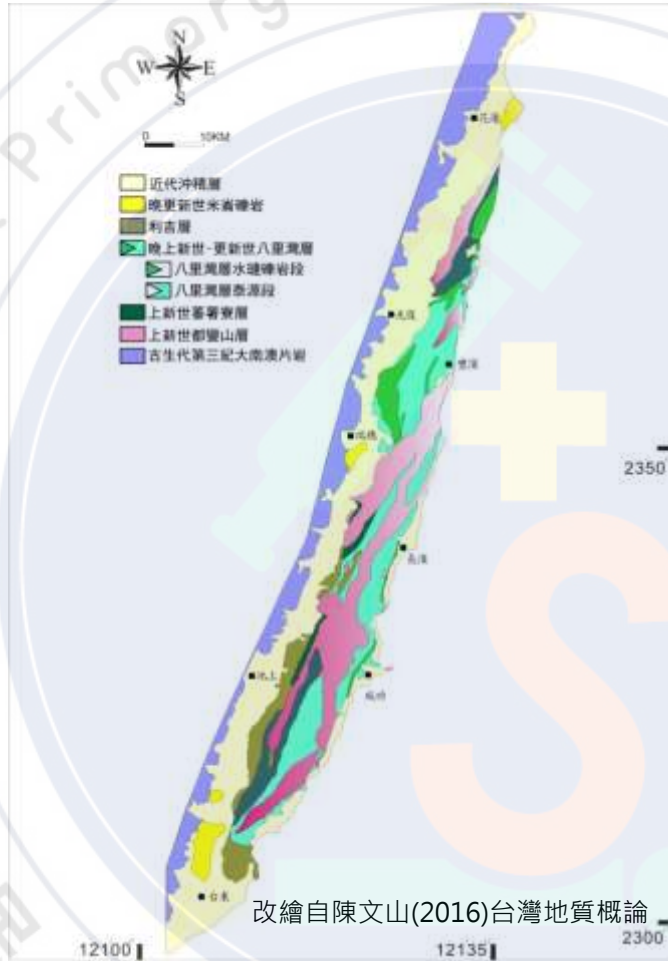 Primary
N
W E
S
0 10KM
近代沖積層
晚更新世米崙礫岩
利吉層
晚上新世-更新世八里灣層
八里灣層水璉礫岩段
八里灣層泰源段
上新世蕃薯寮層
上新世都巒山層
古生代第三紀大南澳片岩
花蓮
光復
豐濱
瑞穗
2350
長濱
池上
成功
台東
改繪自陳文山(2016)台灣地質概論
2300
12100
12135